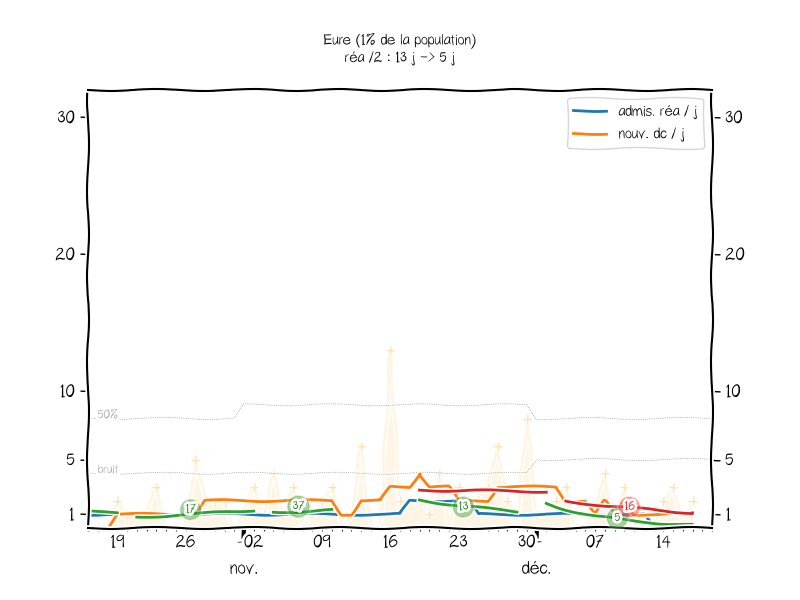 Eure (1% de la population)
réa /2 : 13 j -> 5 j
admis. réa / j
nouv. dc / j
30 30
20 20
10 10
50%
5 5
bruit
1 1
17 37 13 5 16
19 26 02 09 16 23 30 07 14
nov. déc.